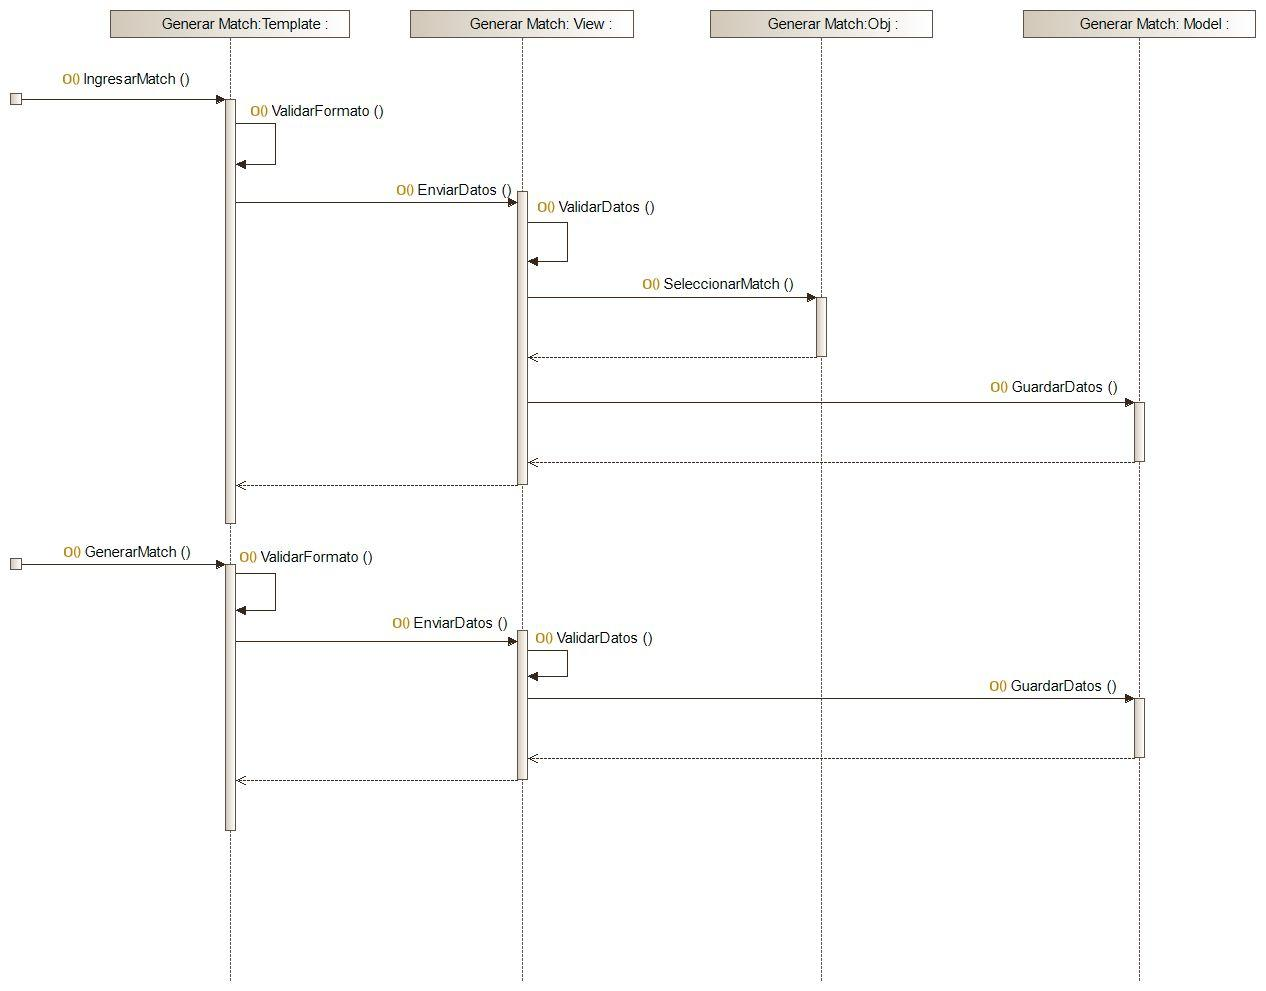 Generar Match:Template :
Generar Match: View :
Generar Match:Obj :
Generar Match: Model :
O() IngresarMatch ()
O() ValidarFormato ()
O() EnviarDatos ()
O() ValidarDatos ()
O() SeleccionarMatch ()
O() GuardarDatos ()
O() GenerarMatch ()
O() ValidarFormato ()
O() EnviarDatos ()
O() ValidarDatos ()
O() GuardarDatos ()